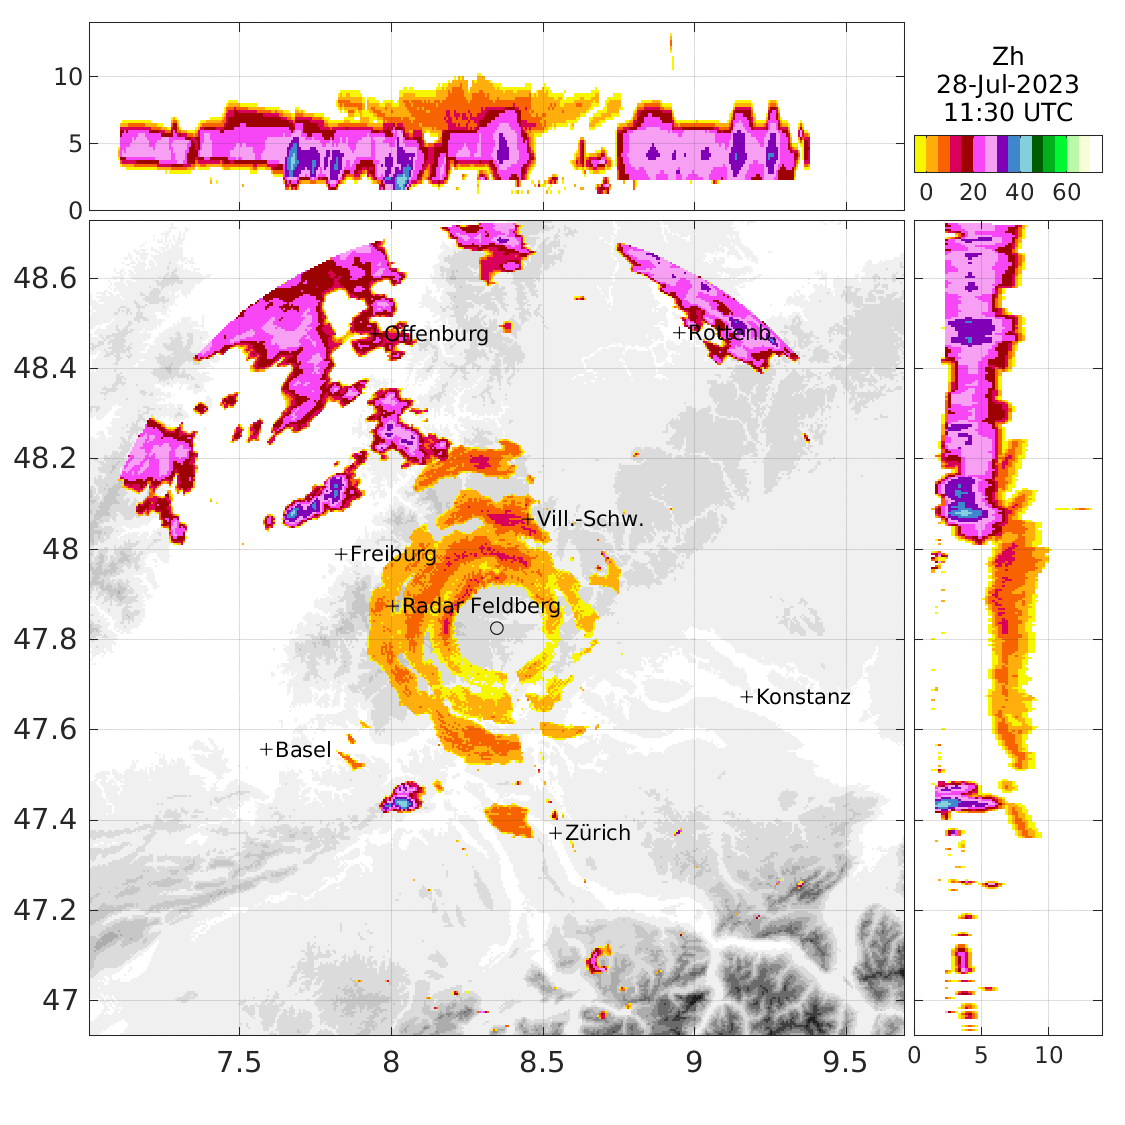 Zh
28-Jul-2023
11:30 UTC
0 20 40 60
10
5
0
48.6
48.4
48.2
48
47.8
47.6
47.4
47.2
47
Offenburg
Rottenb.
Vill.-Schw.
Freiburg
Radar Feldberg
Konstanz
Basel
Zürich
7.5 8 8.5 9 9.5
0 5 10